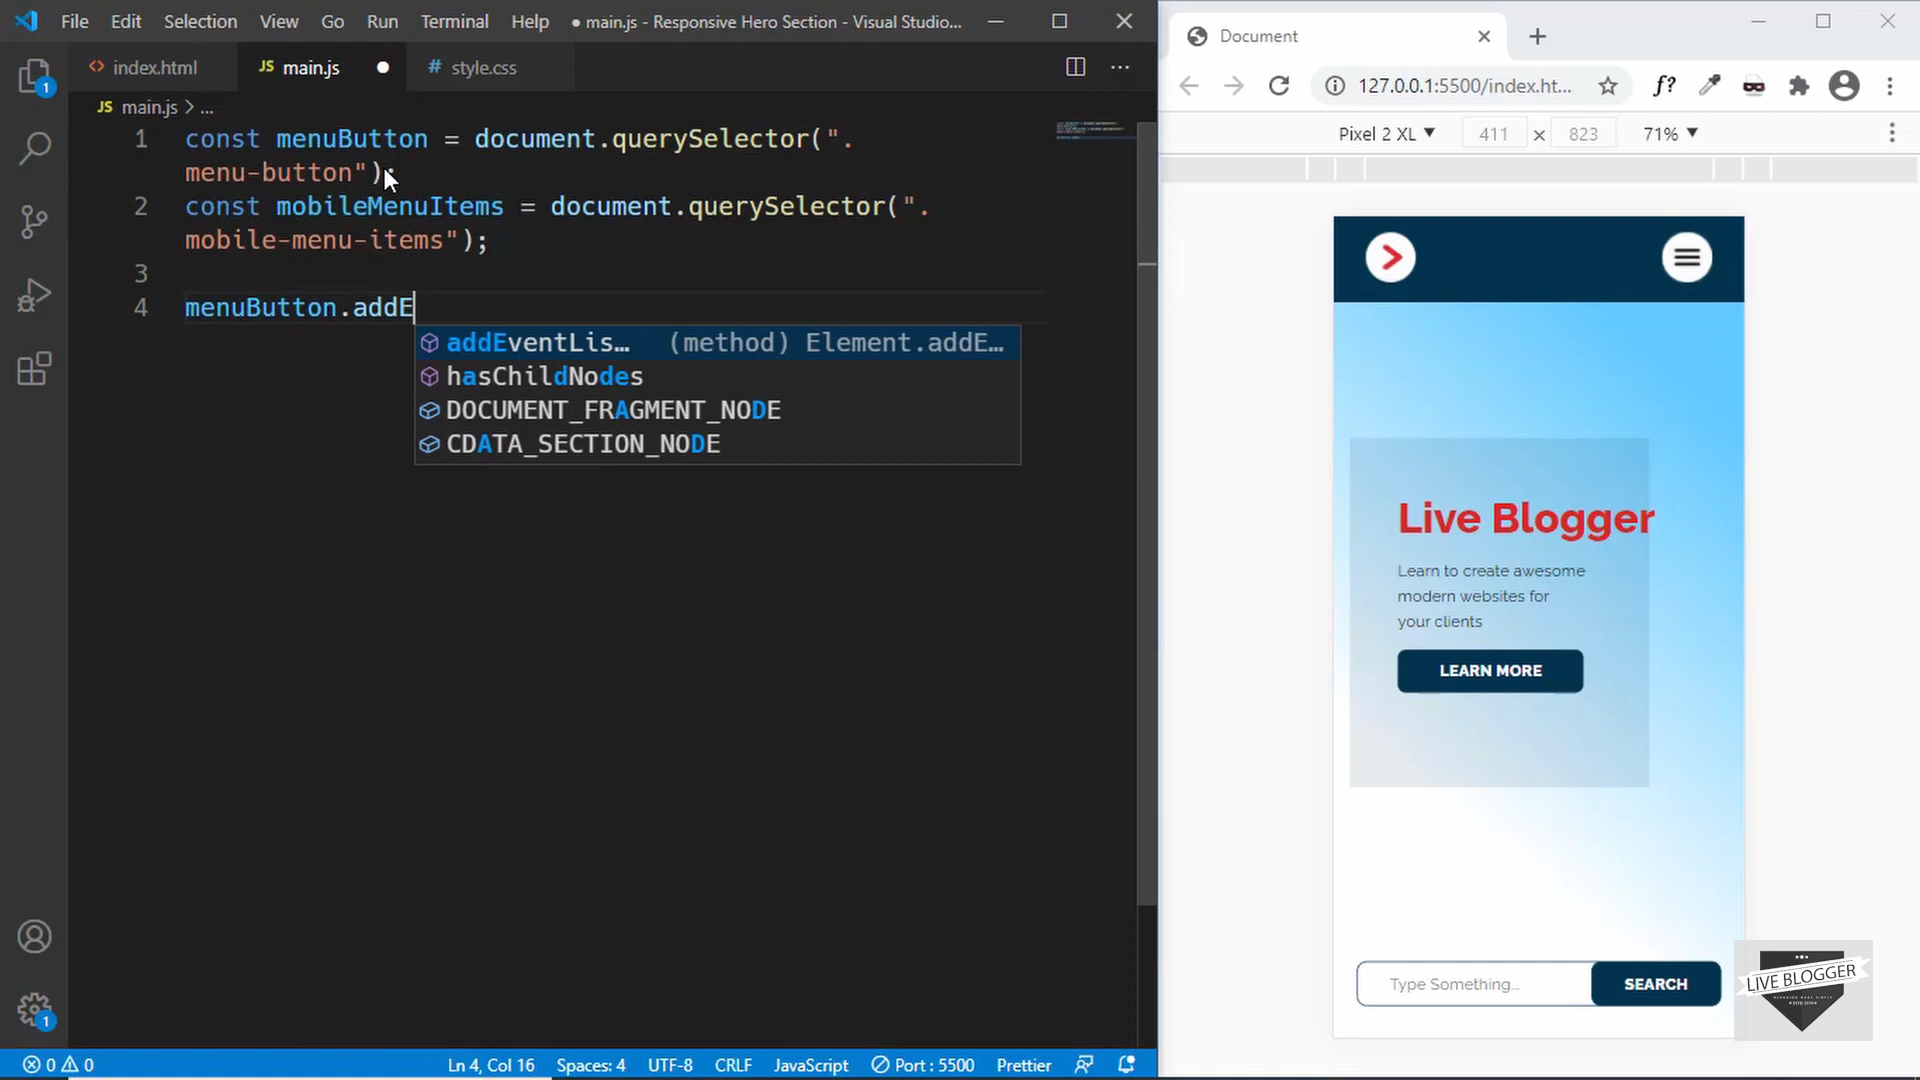 File Edit Selection View Go Run Terminal Help ● main.js - Responsive Hero Section - Visual Studio...
index.html JS main.js ● # style.css
JS main.js > ...
1 const menuButton = document.querySelector(".
menu-button");
2 const mobileMenuItems = document.querySelector(".
mobile-menu-items");
3
4 menuButton.addE
addEventLis... (method) Element.addE...
hasChildNodes
DOCUMENT_FRAGMENT_NODE
CDATA_SECTION_NODE
1
1
0 0 Ln 4, Col 16 Spaces: 4 UTF-8 CRLF JavaScript Port : 5500 Prettier
Document
127.0.0.1:5500/index.ht... f?
Pixel 2 XL ▼ 411 × 823 71% ▼
Live Blogger
Learn to create awesome
modern websites for
your clients
LEARN MORE
Type Something... SEARCH
LIVE BLOGGER